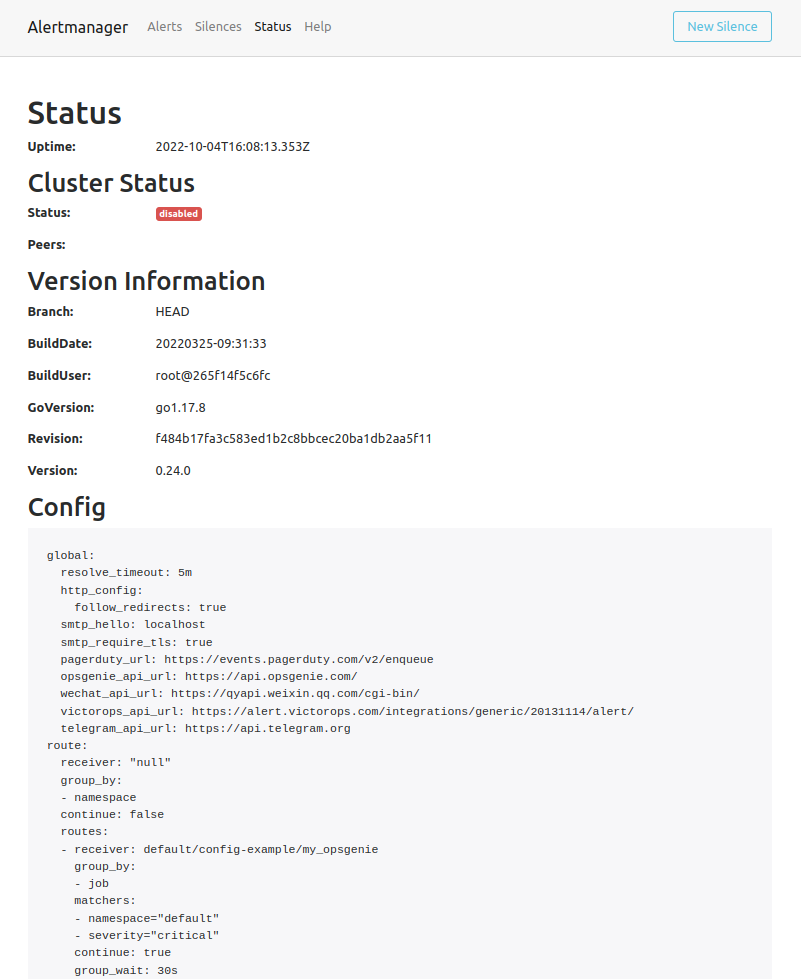 Alertmanager Alerts Silences Status Help New Silence
Status
Uptime: 2022-10-04T16:08:13.353Z
Cluster Status
Status: disabled
Peers:
Version Information
Branch: HEAD
BuildDate: 20220325-09:31:33
BuildUser: root@265f14f5c6fc
GoVersion: go1.17.8
Revision: f484b17fa3c583ed1b2c8bbcec20ba1db2aa5f11
Version: 0.24.0
Config
global:
  resolve_timeout: 5m
  http_config:
    follow_redirects: true
  smtp_hello: localhost
  smtp_require_tls: true
  pagerduty_url: https://events.pagerduty.com/v2/enqueue
  opsgenie_api_url: https://api.opsgenie.com/
  wechat_api_url: https://qyapi.weixin.qq.com/cgi-bin/
  victorops_api_url: https://alert.victorops.com/integrations/generic/20131114/alert/
  telegram_api_url: https://api.telegram.org
route:
  receiver: "null"
  group_by:
  - namespace
  continue: false
  routes:
  - receiver: default/config-example/my_opsgenie
    group_by:
    - job
    matchers:
    - namespace="default"
    - severity="critical"
    continue: true
    group_wait: 30s